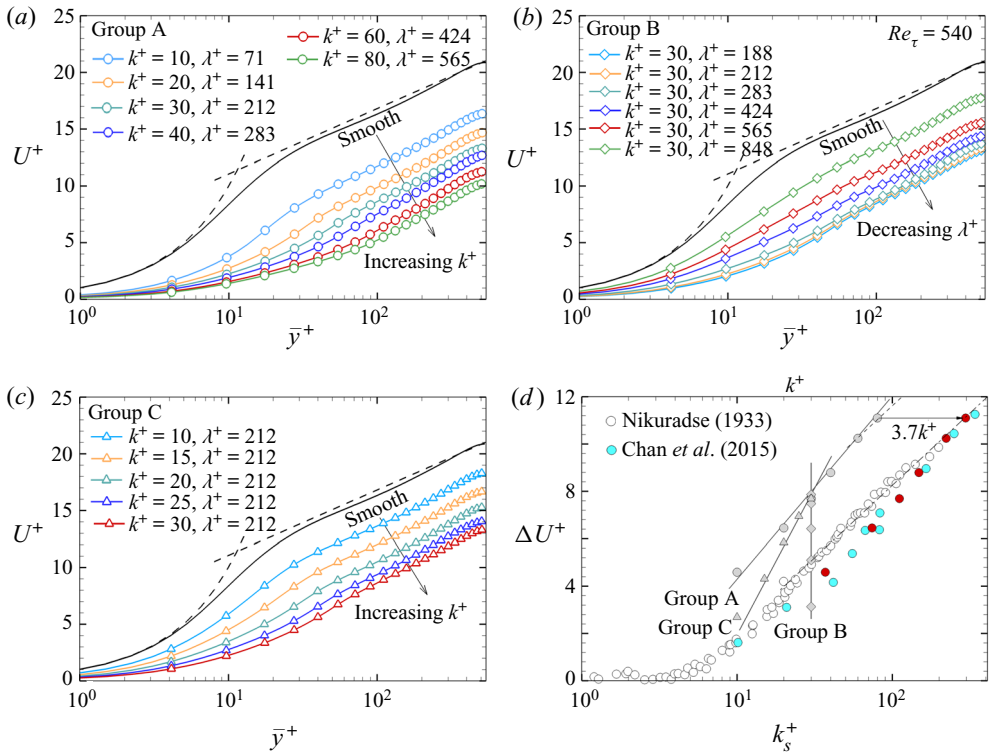 (a)
Group A
k⁺ = 10, λ⁺ = 71
k⁺ = 20, λ⁺ = 141
k⁺ = 30, λ⁺ = 212
k⁺ = 40, λ⁺ = 283
k⁺ = 60, λ⁺ = 424
k⁺ = 80, λ⁺ = 565
Smooth
Increasing k⁺
U⁺
25
20
15
10
5
0
10⁰
10¹
10²
y̅⁺
(b)
Group B
Re_τ = 540
k⁺ = 30, λ⁺ = 188
k⁺ = 30, λ⁺ = 212
k⁺ = 30, λ⁺ = 283
k⁺ = 30, λ⁺ = 424
k⁺ = 30, λ⁺ = 565
k⁺ = 30, λ⁺ = 848
Smooth
Decreasing λ⁺
U⁺
25
20
15
10
5
0
10⁰
10¹
10²
y̅⁺
(c)
Group C
k⁺ = 10, λ⁺ = 212
k⁺ = 15, λ⁺ = 212
k⁺ = 20, λ⁺ = 212
k⁺ = 25, λ⁺ = 212
k⁺ = 30, λ⁺ = 212
Smooth
Increasing k⁺
U⁺
25
20
15
10
5
0
10⁰
10¹
10²
y̅⁺
(d)
k⁺
Nikuradse (1933)
Chan et al. (2015)
3.7k⁺
Group A
Group C
Group B
ΔU⁺
12
8
4
0
10⁰
10¹
10²
k_s⁺